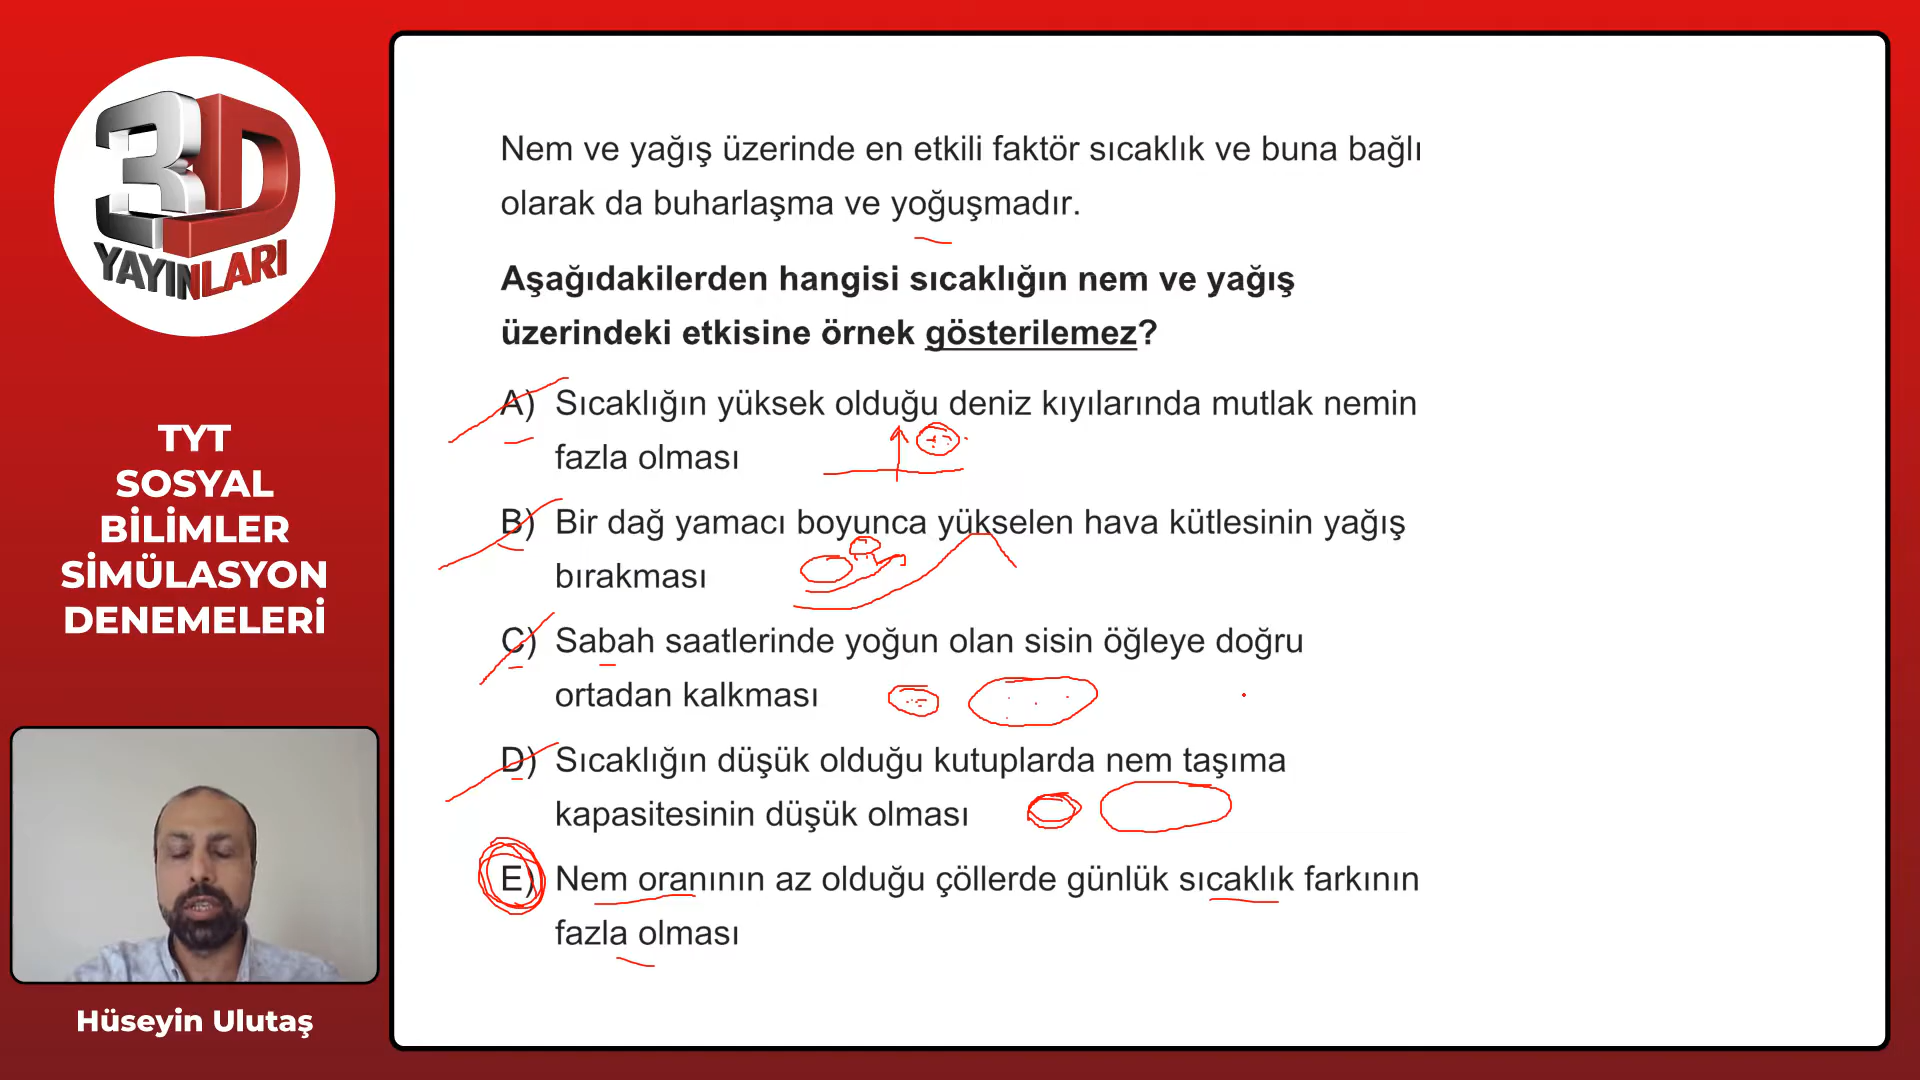 3D
YAYINLARI
TYT
SOSYAL
BİLİMLER
SİMÜLASYON
DENEMELERİ
Hüseyin Ulutaş
Nem ve yağış üzerinde en etkili faktör sıcaklık ve buna bağlı
olarak da buharlaşma ve yoğuşmadır.
Aşağıdakilerden hangisi sıcaklığın nem ve yağış
üzerindeki etkisine örnek gösterilemez?
A) Sıcaklığın yüksek olduğu deniz kıyılarında mutlak nemin
fazla olması
B) Bir dağ yamacı boyunca yükselen hava kütlesinin yağış
bırakması
C) Sabah saatlerinde yoğun olan sisin öğleye doğru
ortadan kalkması
D) Sıcaklığın düşük olduğu kutuplarda nem taşıma
kapasitesinin düşük olması
E) Nem oranının az olduğu çöllerde günlük sıcaklık farkının
fazla olması